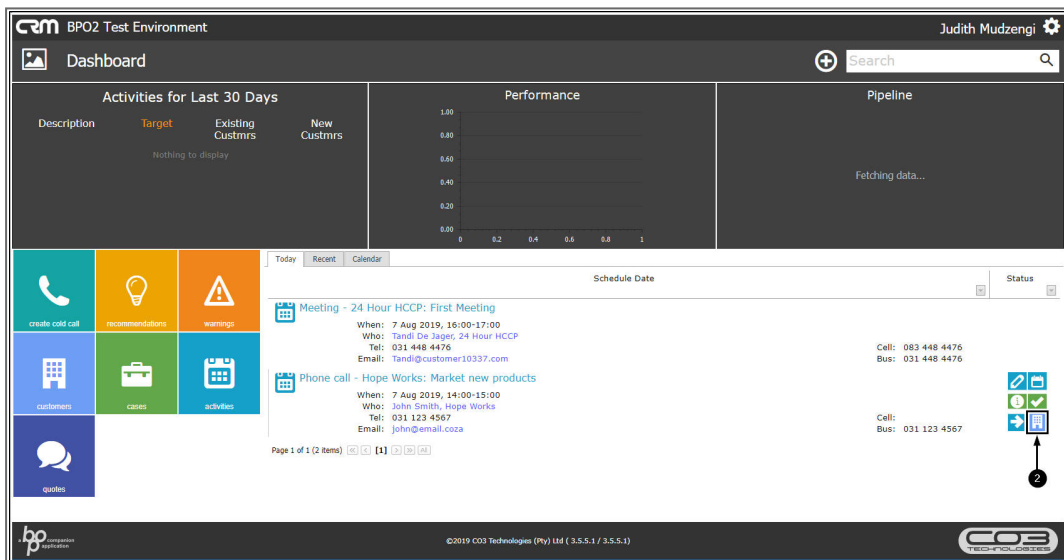 CRM BPO2 Test Environment
Judith Mudzengi
Dashboard
Search
Activities for Last 30 Days
Description Target Existing Custmrs New Custmrs
Nothing to display
Performance
1.00
0.80
0.60
0.40
0.20
0.00
0 0.2 0.4 0.6 0.8 1
Pipeline
Fetching data...
create cold call
recommendations
warnings
customers
cases
activities
quotes
Today Recent Calendar
Schedule Date Status
Meeting - 24 Hour HCCP: First Meeting
When: 7 Aug 2019, 16:00-17:00
Who: Tandi De Jager, 24 Hour HCCP
Tel: 031 448 4476 Cell: 083 448 4476
Email: Tandi@customer10337.com Bus: 031 448 4476
Phone call - Hope Works: Market new products
When: 7 Aug 2019, 14:00-15:00
Who: John Smith, Hope Works
Tel: 031 123 4567 Cell:
Email: john@email.coza Bus: 031 123 4567
Page 1 of 1 (2 items) [1] All
2
a bp companion application
©2019 CO3 Technologies (Pty) Ltd ( 3.5.5.1 / 3.5.5.1)
CO3
TECHNOLOGIES